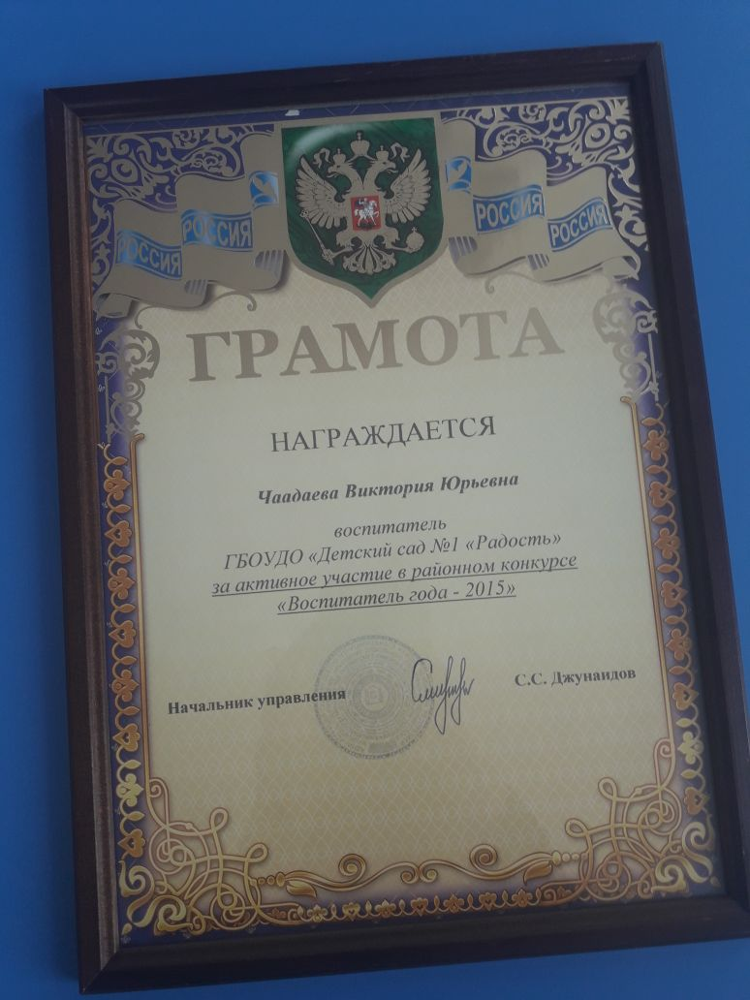 РОССИЯ РОССИЯ РОССИЯ РОССИЯ
ГРАМОТА
НАГРАЖДАЕТСЯ
Чаадаева Виктория Юрьевна
воспитатель
ГБОУДО «Детский сад №1 «Радость»
за активное участие в районном конкурсе
«Воспитатель года - 2015»
Начальник управления С.С. Джунаидов